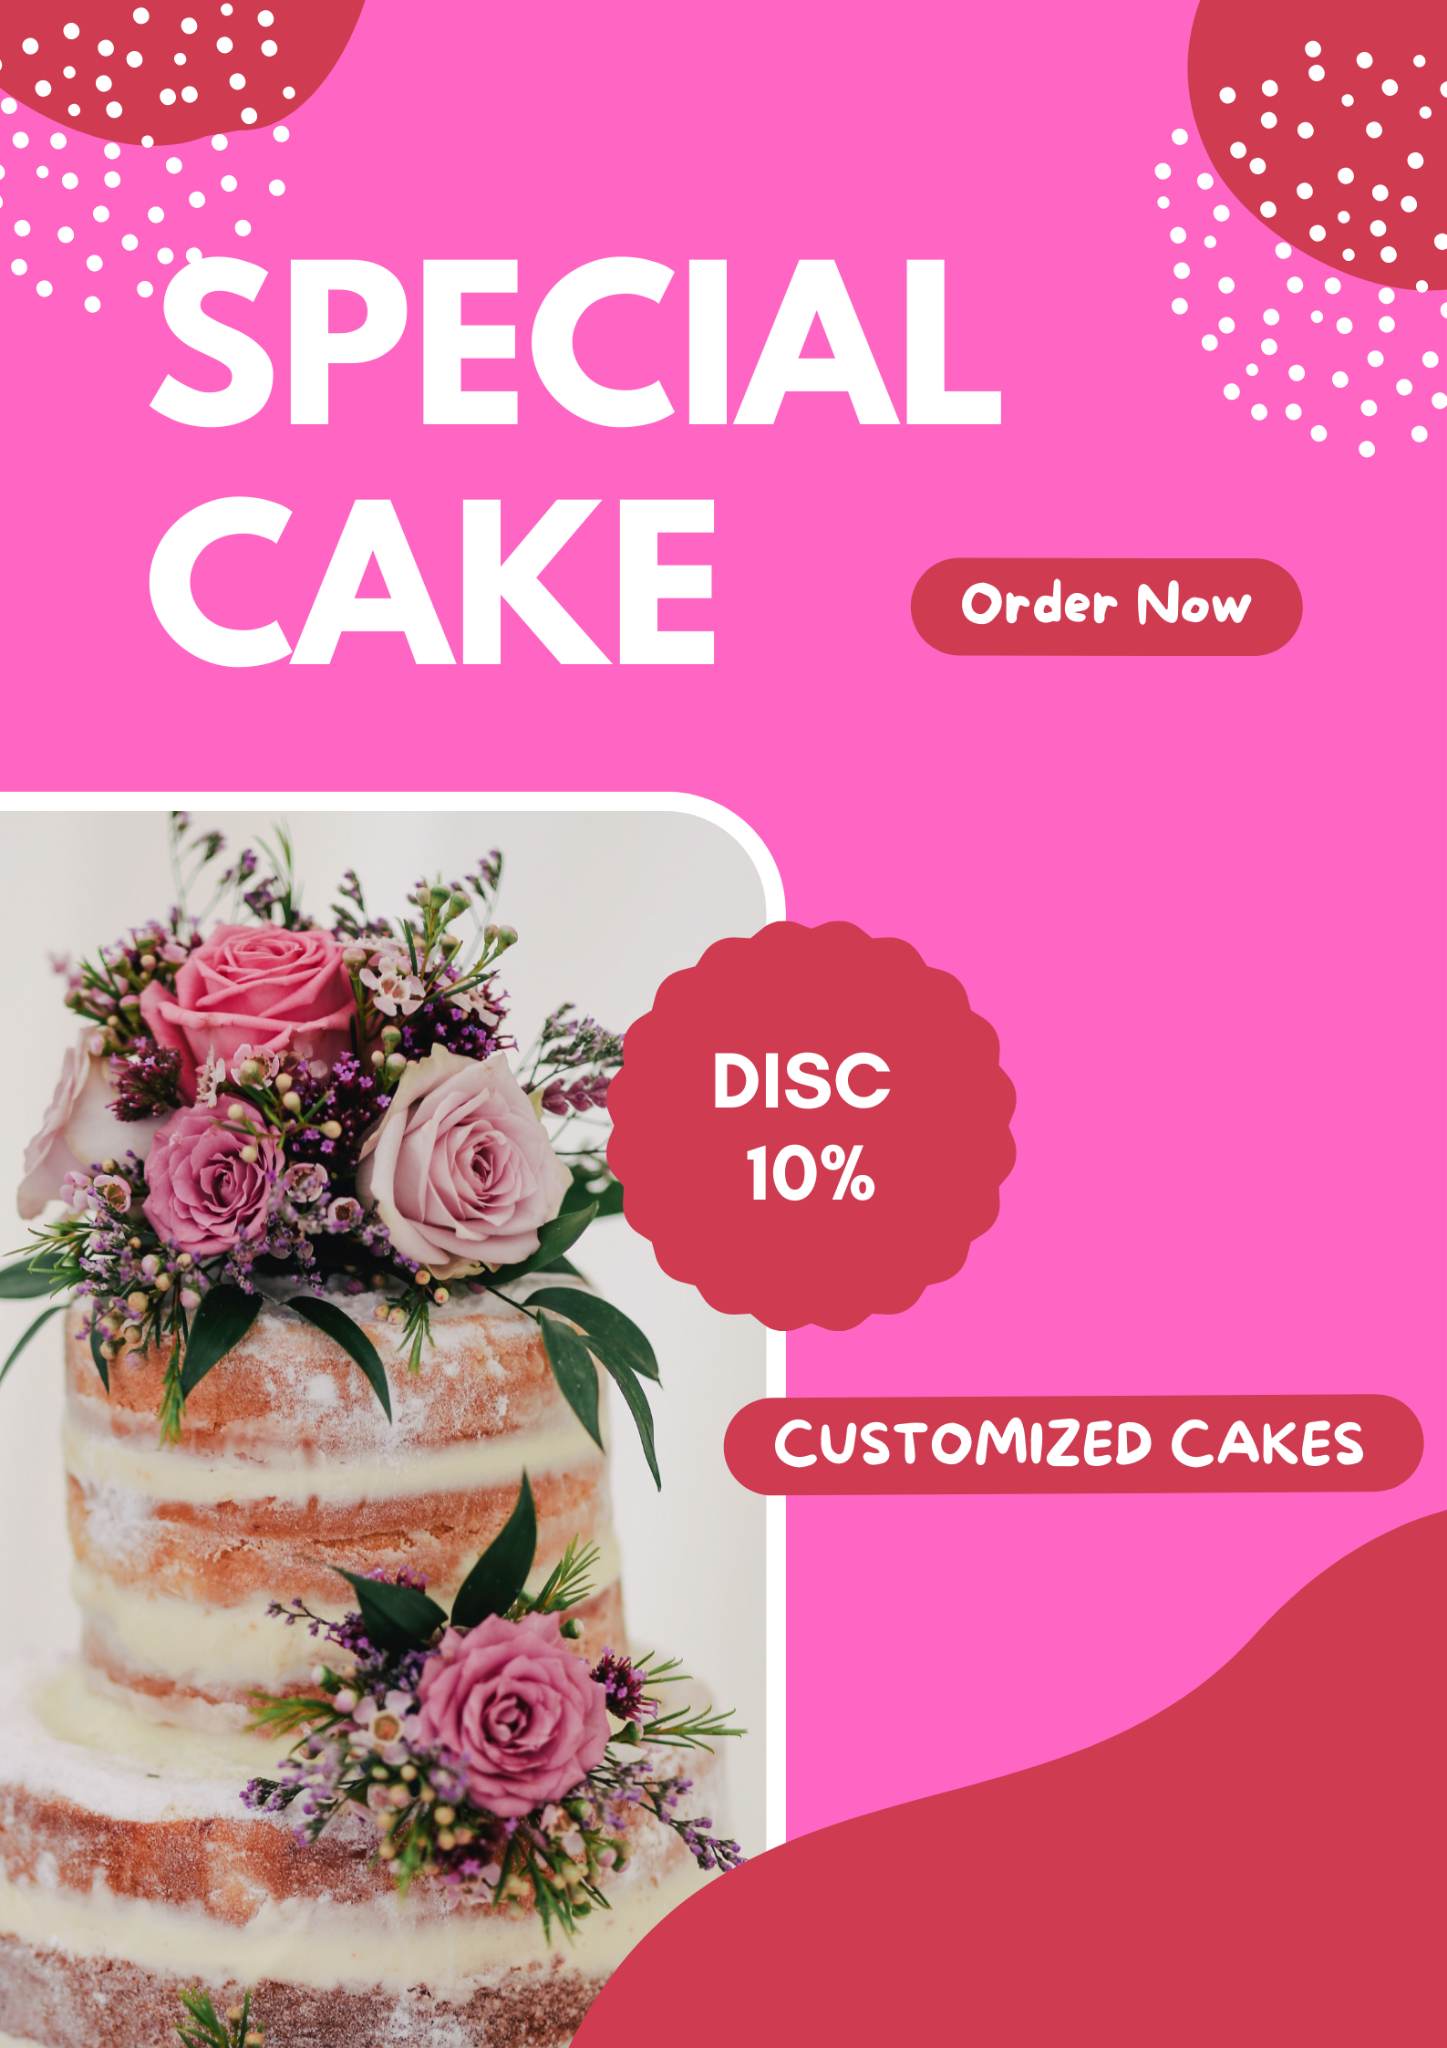 SPECIAL
CAKE
Order Now
DISC
10%
CUSTOMIZED CAKES